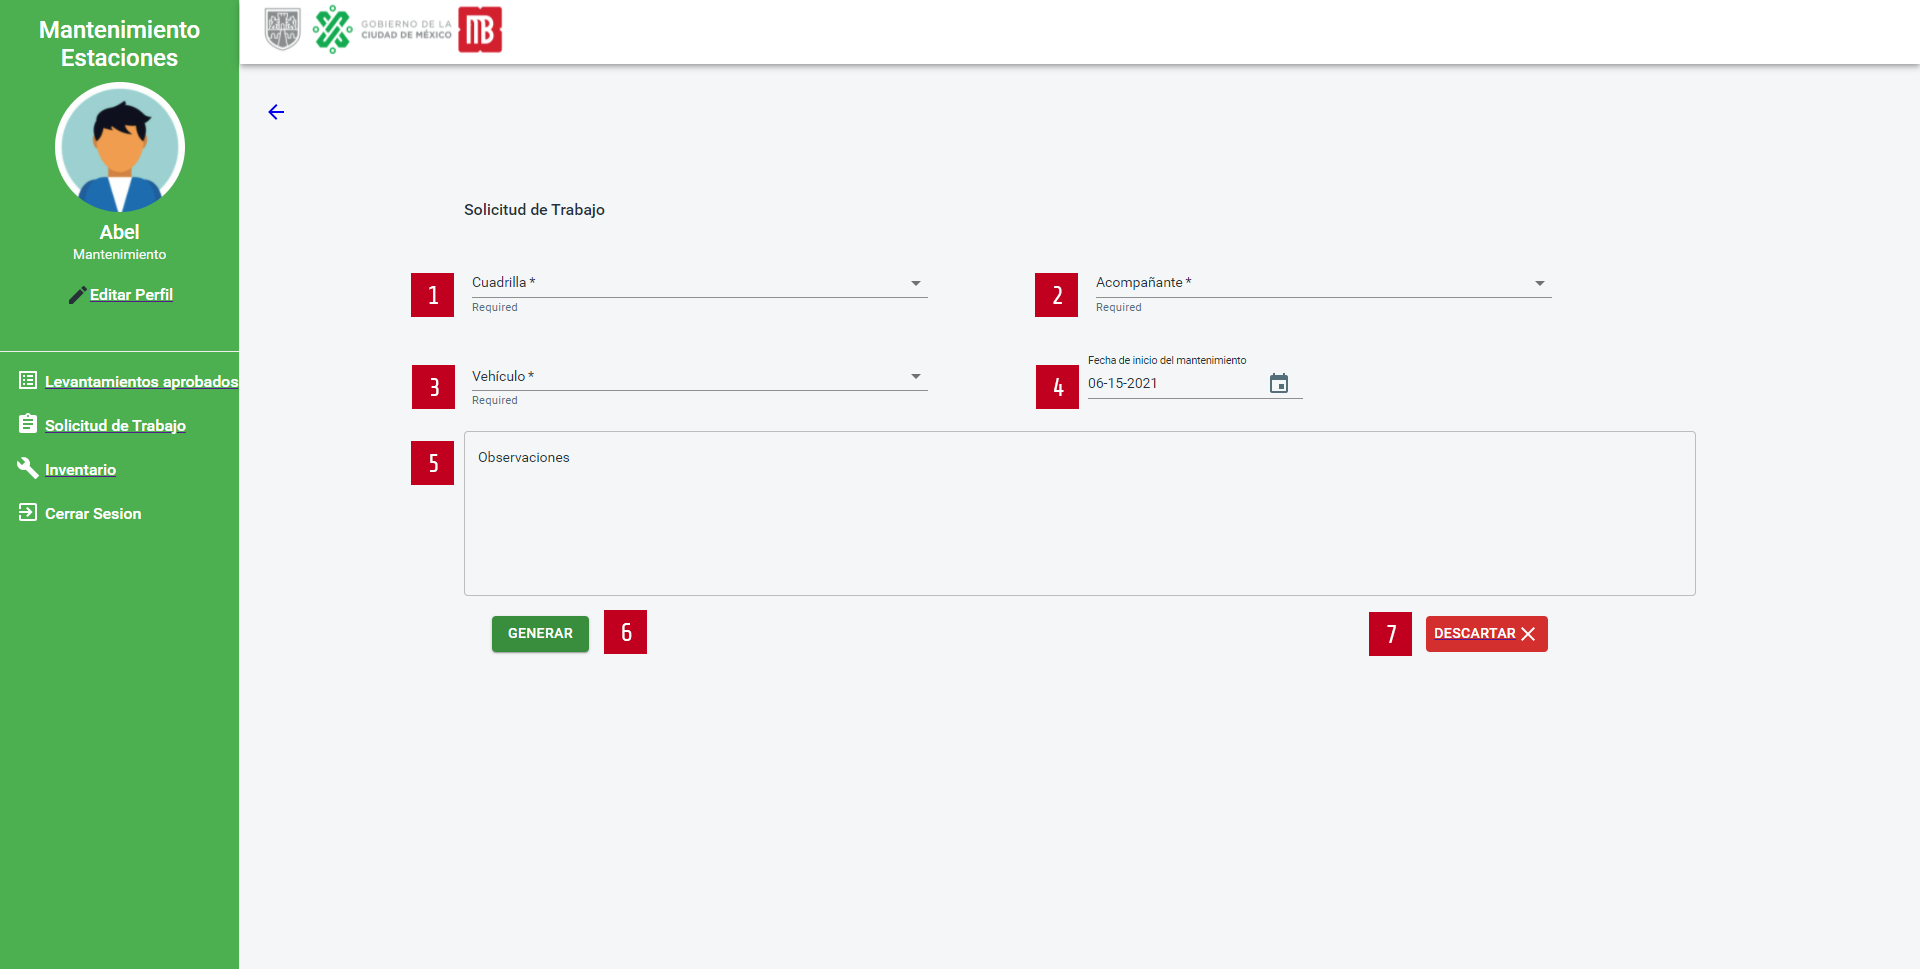 Mantenimiento
Estaciones
Abel
Mantenimiento
Editar Perfil
Levantamientos aprobados
Solicitud de Trabajo
Inventario
Cerrar Sesion
GOBIERNO DE LA
CIUDAD DE MÉXICO
MB
Solicitud de Trabajo
1
Cuadrilla *
Required
2
Acompañante *
Required
3
Vehículo *
Required
4
Fecha de inicio del mantenimiento
06-15-2021
5
Observaciones
GENERAR
6
7
DESCARTAR